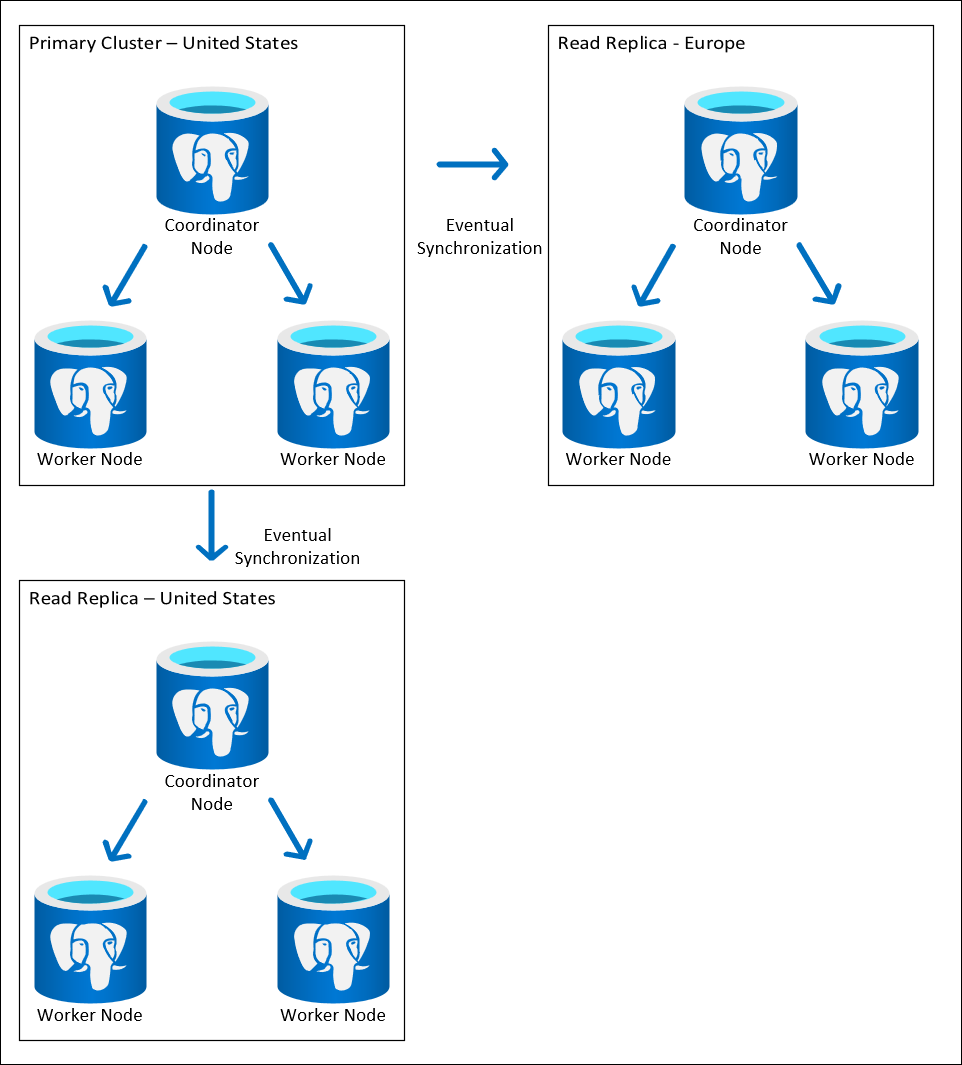 Primary Cluster – United States
Coordinator
Node
Worker Node
Worker Node
Eventual
Synchronization
Read Replica - Europe
Coordinator
Node
Worker Node
Worker Node
Eventual
Synchronization
Read Replica – United States
Coordinator
Node
Worker Node
Worker Node